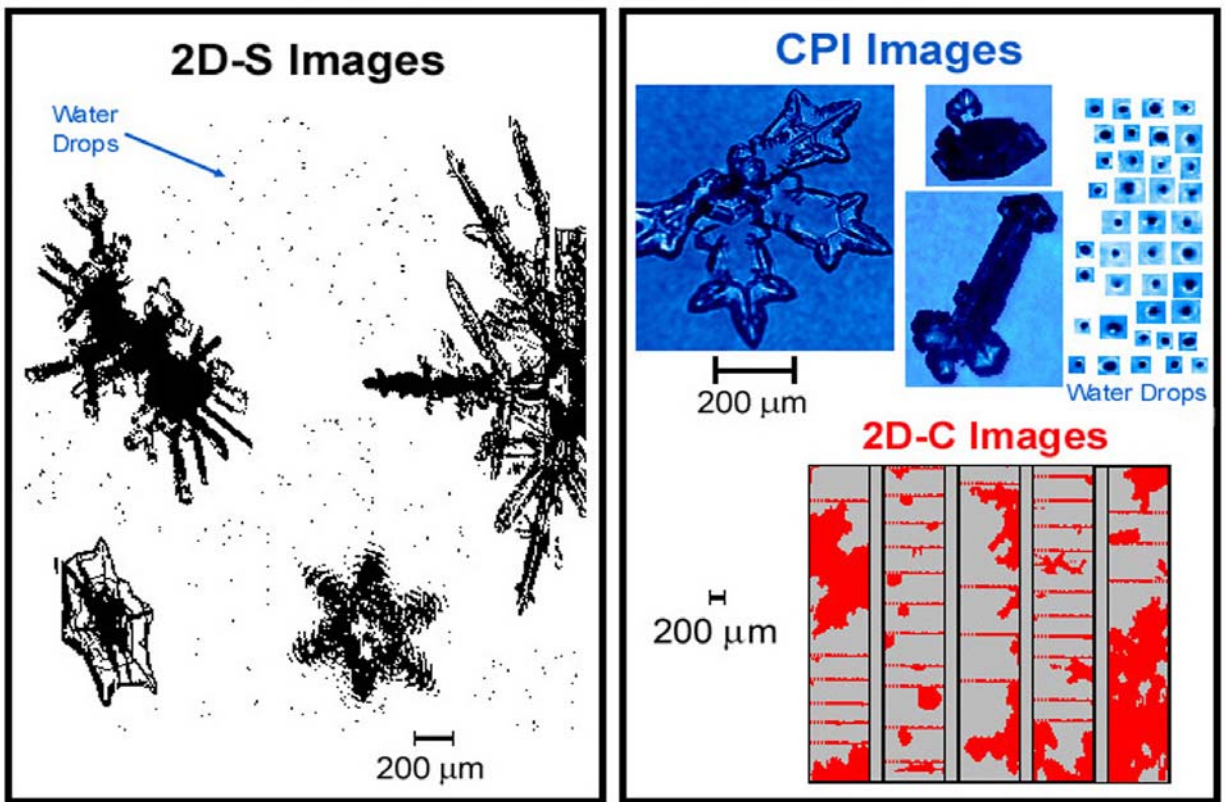 2D-S Images
Water
Drops
200 μm
CPI Images
200 μm
Water Drops
2D-C Images
200 μm